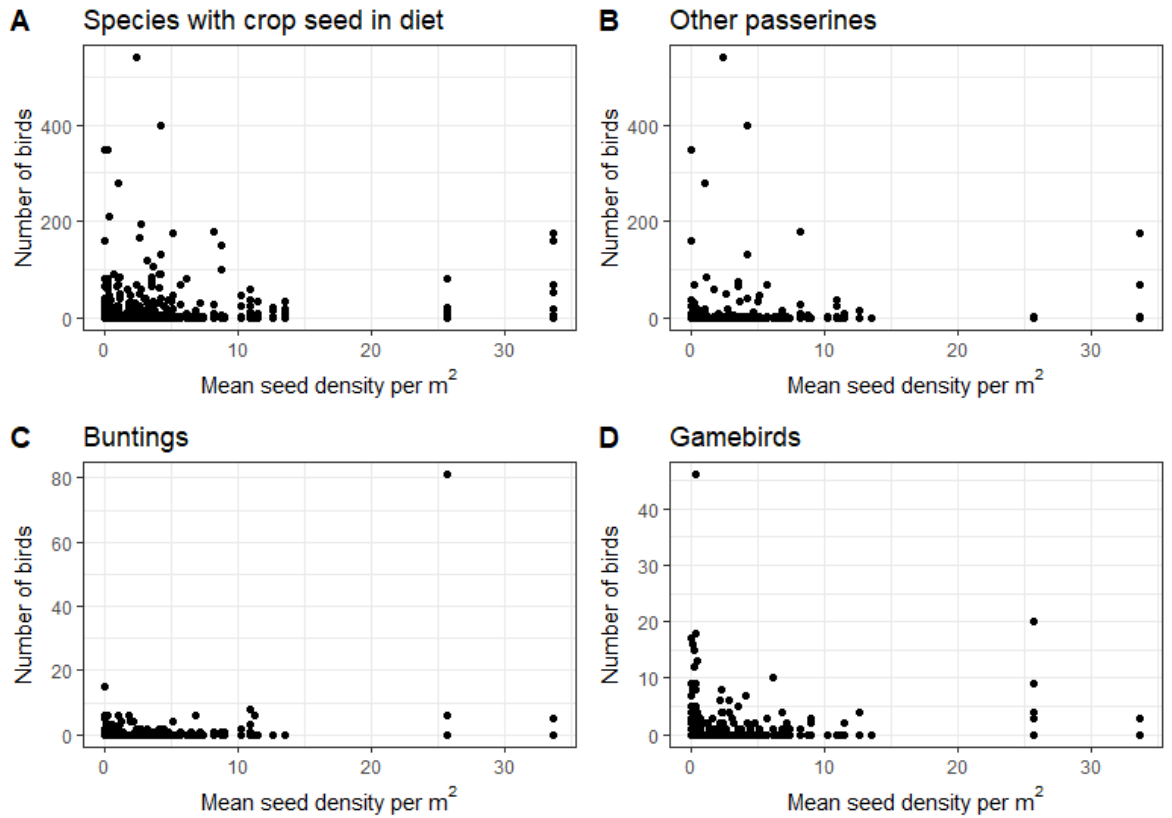 A Species with crop seed in diet
Number of birds
400
200
0
0 10 20 30
Mean seed density per m²
B Other passerines
Number of birds
400
200
0
0 10 20 30
Mean seed density per m²
C Buntings
Number of birds
80
60
40
20
0
0 10 20 30
Mean seed density per m²
D Gamebirds
Number of birds
40
30
20
10
0
0 10 20 30
Mean seed density per m²